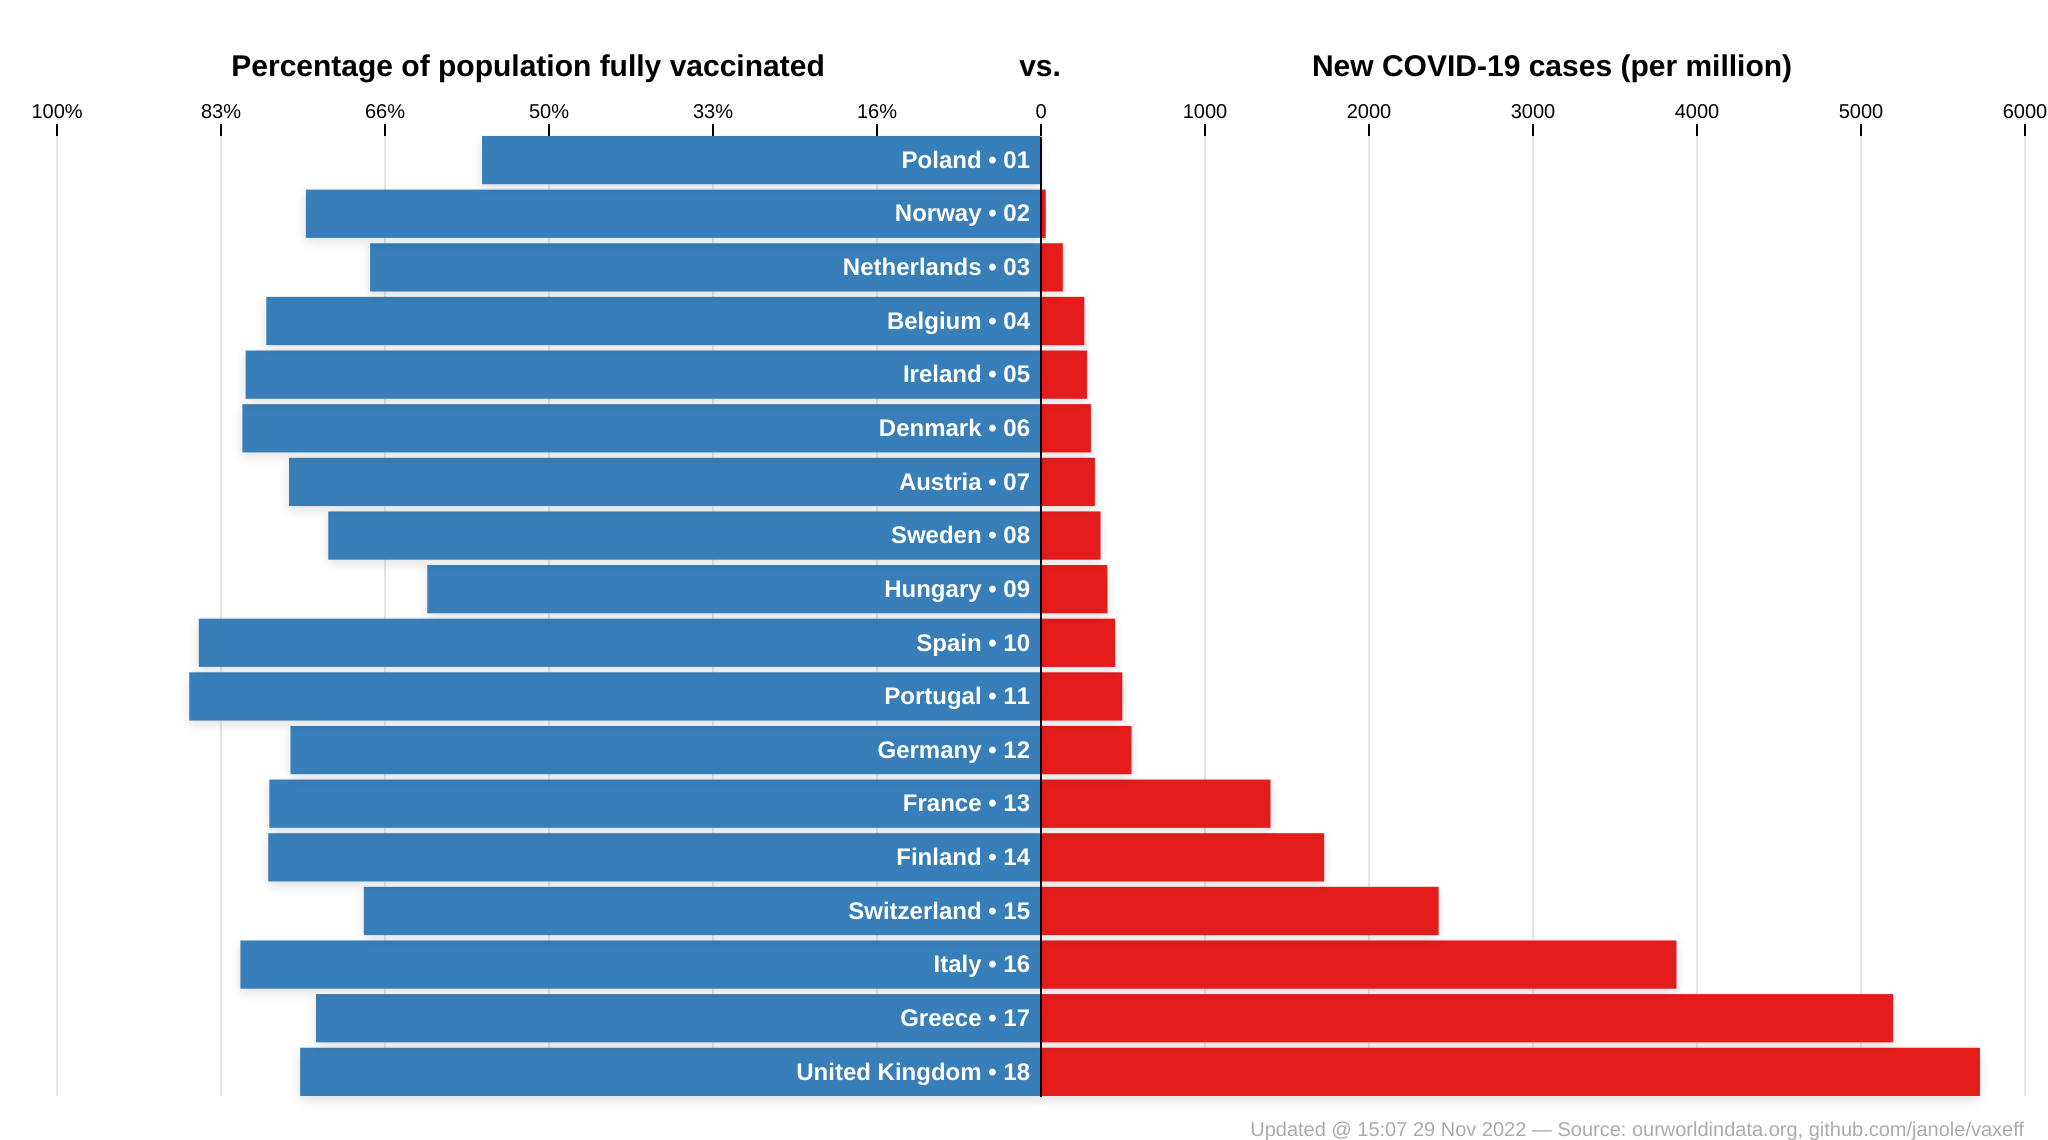 Percentage of population fully vaccinated vs. New COVID-19 cases (per million)
100% 83% 66% 50% 33% 16% 0 1000 2000 3000 4000 5000 6000
Poland • 01
Norway • 02
Netherlands • 03
Belgium • 04
Ireland • 05
Denmark • 06
Austria • 07
Sweden • 08
Hungary • 09
Spain • 10
Portugal • 11
Germany • 12
France • 13
Finland • 14
Switzerland • 15
Italy • 16
Greece • 17
United Kingdom • 18
Updated @ 15:07 29 Nov 2022 — Source: ourworldindata.org, github.com/janole/vaxeff